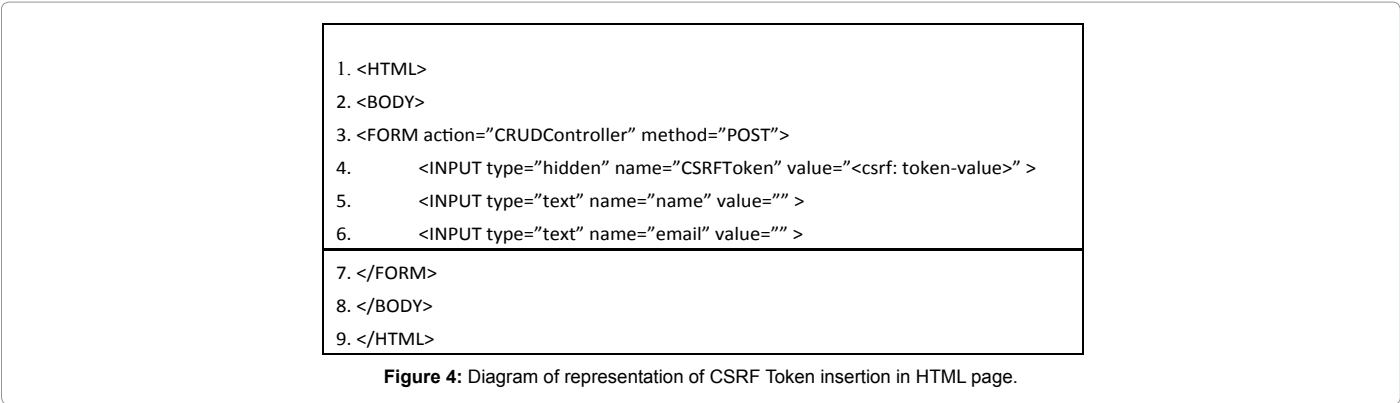 1. <HTML>
2. <BODY>
3. <FORM action=”CRUDController” method=”POST”>
4. <INPUT type=”hidden” name=”CSRFToken” value=”<csrf: token-value>” >
5. <INPUT type=”text” name=”name” value=”” >
6. <INPUT type=”text” name=”email” value=”” >
7. </FORM>
8. </BODY>
9. </HTML>
Figure 4: Diagram of representation of CSRF Token insertion in HTML page.